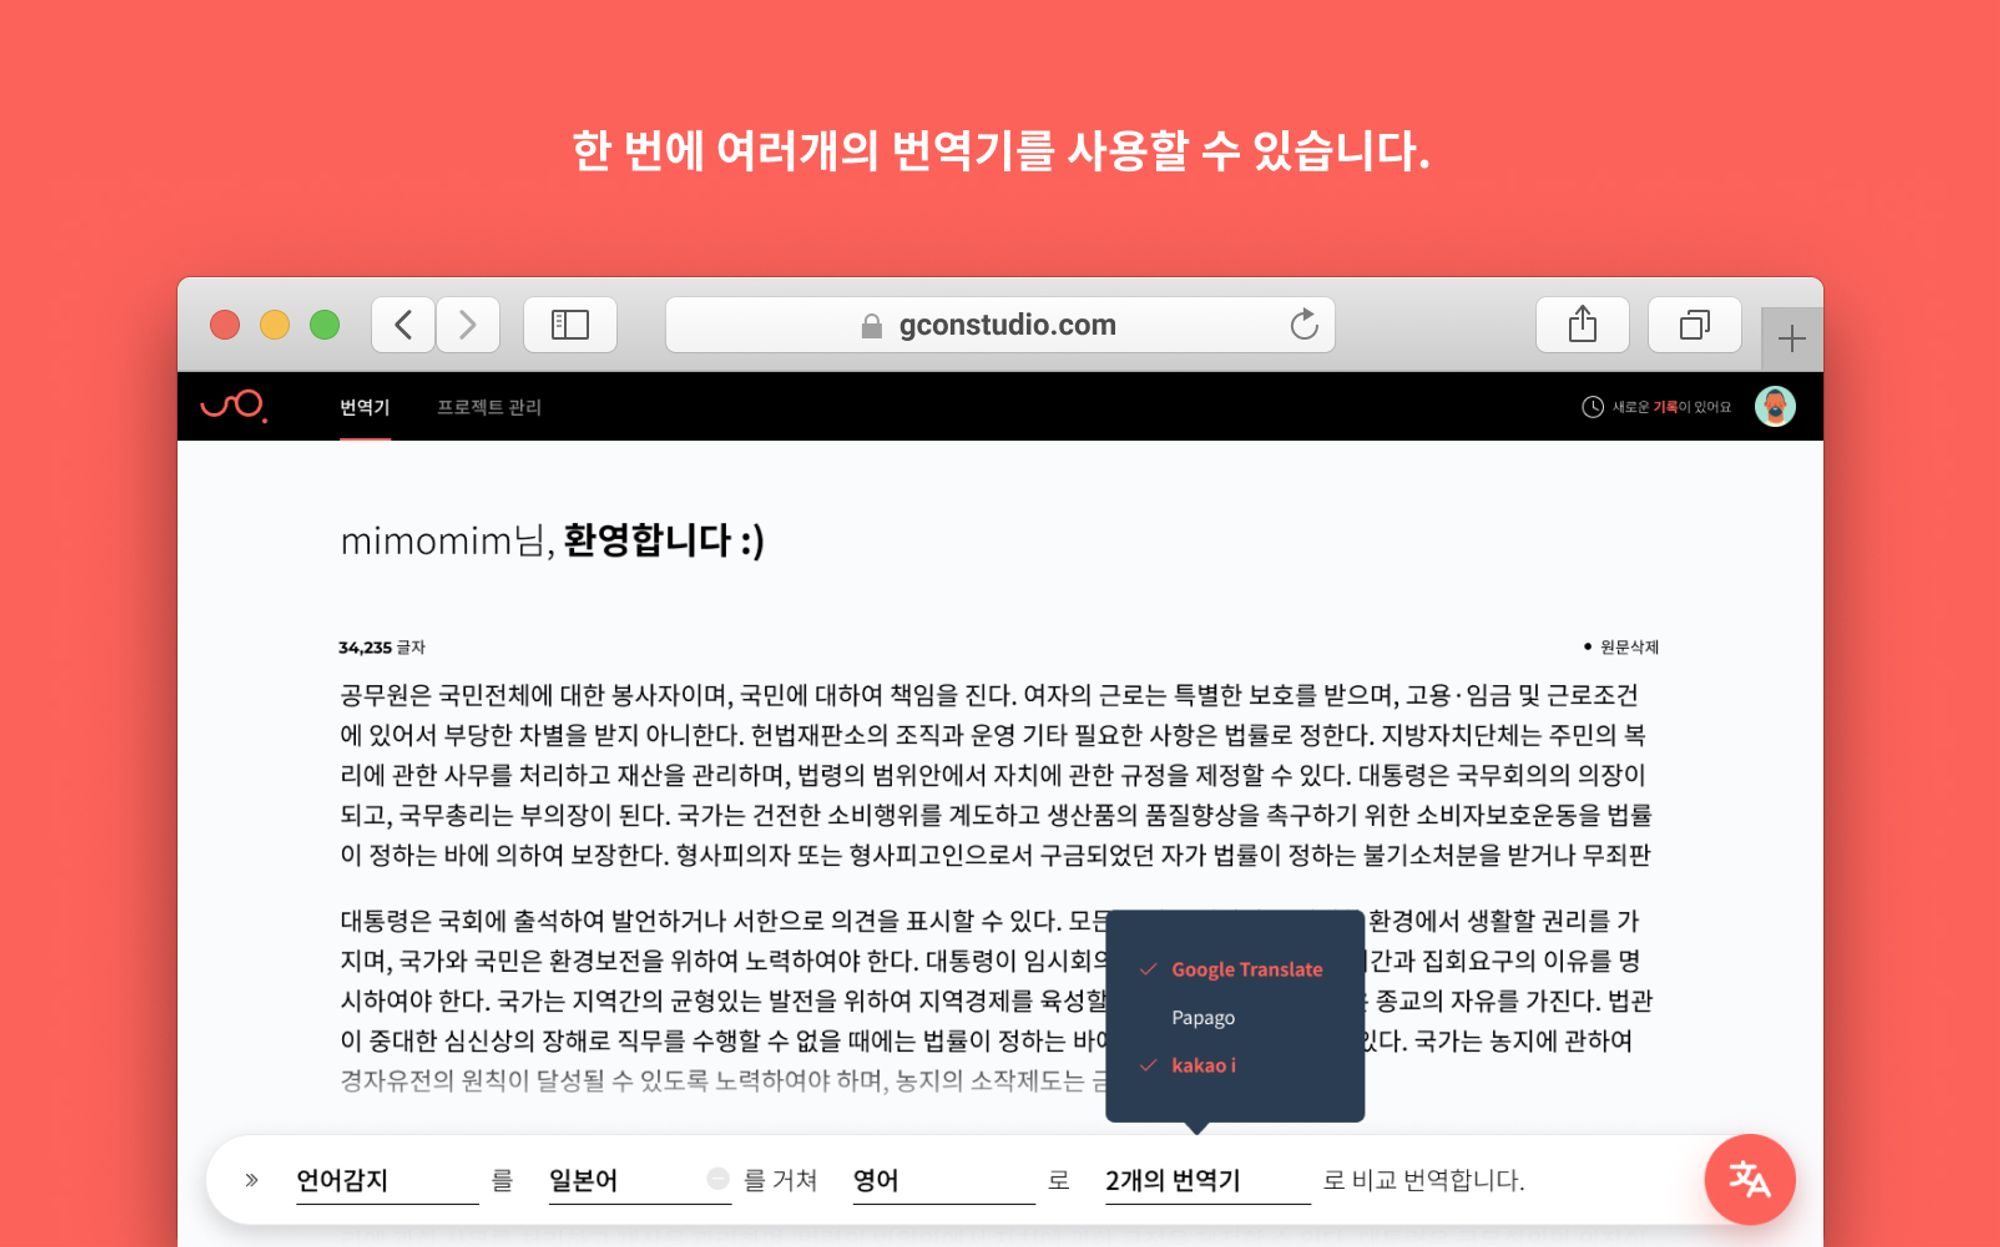 한 번에 여러개의 번역기를 사용할 수 있습니다.
gconstudio.com
번역기 프로젝트 관리 새로운 기록이 있어요
mimomim님, 환영합니다 :)
34,235 글자 • 원문삭제
공무원은 국민전체에 대한 봉사자이며, 국민에 대하여 책임을 진다. 여자의 근로는 특별한 보호를 받으며, 고용·임금 및 근로조건
에 있어서 부당한 차별을 받지 아니한다. 헌법재판소의 조직과 운영 기타 필요한 사항은 법률로 정한다. 지방자치단체는 주민의 복
리에 관한 사무를 처리하고 재산을 관리하며, 법령의 범위안에서 자치에 관한 규정을 제정할 수 있다. 대통령은 국무회의의 의장이
되고, 국무총리는 부의장이 된다. 국가는 건전한 소비행위를 계도하고 생산품의 품질향상을 촉구하기 위한 소비자보호운동을 법률
이 정하는 바에 의하여 보장한다. 형사피의자 또는 형사피고인으로서 구금되었던 자가 법률이 정하는 불기소처분을 받거나 무죄판
대통령은 국회에 출석하여 발언하거나 서한으로 의견을 표시할 수 있다. 환경에서 생활할 권리를 가
지며, 국가와 국민은 환경보전을 위하여 노력하여야 한다. 대통령이 집회요구의 이유를 명
시하여야 한다. 국가는 지역간의 균형있는 발전을 위하여 지역경제를 육성할 종교의 자유를 가진다. 법관
이 중대한 심신상의 장해로 직무를 수행할 수 없을 때에는 법률이 정하는 국가는 농지에 관하여
경자유전의 원칙이 달성될 수 있도록 노력하여야 하며, 농지의 소작제도는
Google Translate
Papago
kakao i
» 언어감지 를 일본어 를 거쳐 영어 로 2개의 번역기 로 비교 번역합니다.